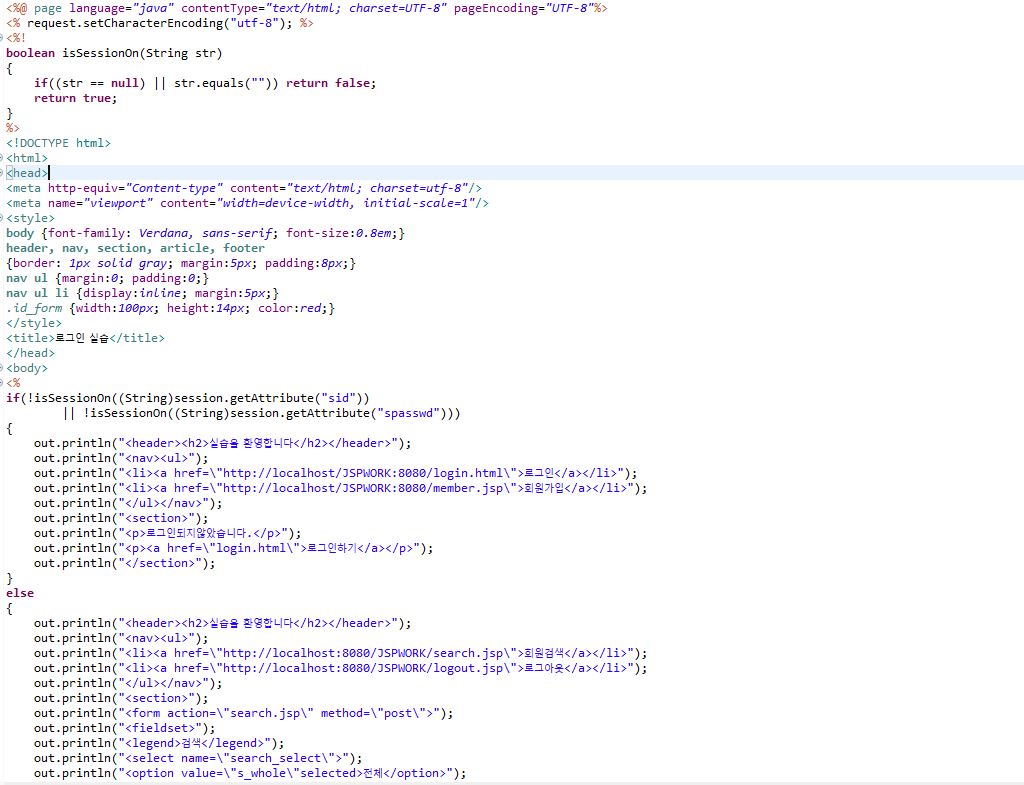 <%@ page language="java" contentType="text/html; charset=UTF-8" pageEncoding="UTF-8"%>
<% request.setCharacterEncoding("utf-8"); %>
<%!
boolean isSessionOn(String str)
{
    if((str == null) || str.equals("")) return false;
    return true;
}
%>
<!DOCTYPE html>
<html>
<head>
<meta http-equiv="Content-type" content="text/html; charset=utf-8"/>
<meta name="viewport" content="width=device-width, initial-scale=1"/>
<style>
body {font-family: Verdana, sans-serif; font-size:0.8em;}
header, nav, section, article, footer
{border: 1px solid gray; margin:5px; padding:8px;}
nav ul {margin:0; padding:0;}
nav ul li {display:inline; margin:5px;}
.id_form {width:100px; height:14px; color:red;}
</style>
<title>로그인 실습</title>
</head>
<body>
<%
if(!isSessionOn((String)session.getAttribute("sid"))
        || !isSessionOn((String)session.getAttribute("spasswd")))
{
    out.println("<header><h2>실습을 환영합니다</h2></header>");
    out.println("<nav><ul>");
    out.println("<li><a href=\"http://localhost/JSPWORK:8080/login.html\">로그인</a></li>");
    out.println("<li><a href=\"http://localhost/JSPWORK:8080/member.jsp\">회원가입</a></li>");
    out.println("</ul></nav>");
    out.println("<section>");
    out.println("<p>로그인되지않았습니다.</p>");
    out.println("<p><a href=\"login.html\">로그인하기</a></p>");
    out.println("</section>");
}
else
{
    out.println("<header><h2>실습을 환영합니다</h2></header>");
    out.println("<nav><ul>");
    out.println("<li><a href=\"http://localhost:8080/JSPWORK/search.jsp\">회원검색</a></li>");
    out.println("<li><a href=\"http://localhost:8080/JSPWORK/logout.jsp\">로그아웃</a></li>");
    out.println("</ul></nav>");
    out.println("<section>");
    out.println("<form action=\"search.jsp\" method=\"post\">");
    out.println("<fieldset>");
    out.println("<legend>검색</legend>");
    out.println("<select name=\"search_select\">");
    out.println("<option value=\"s_whole\"selected>전체</option>");